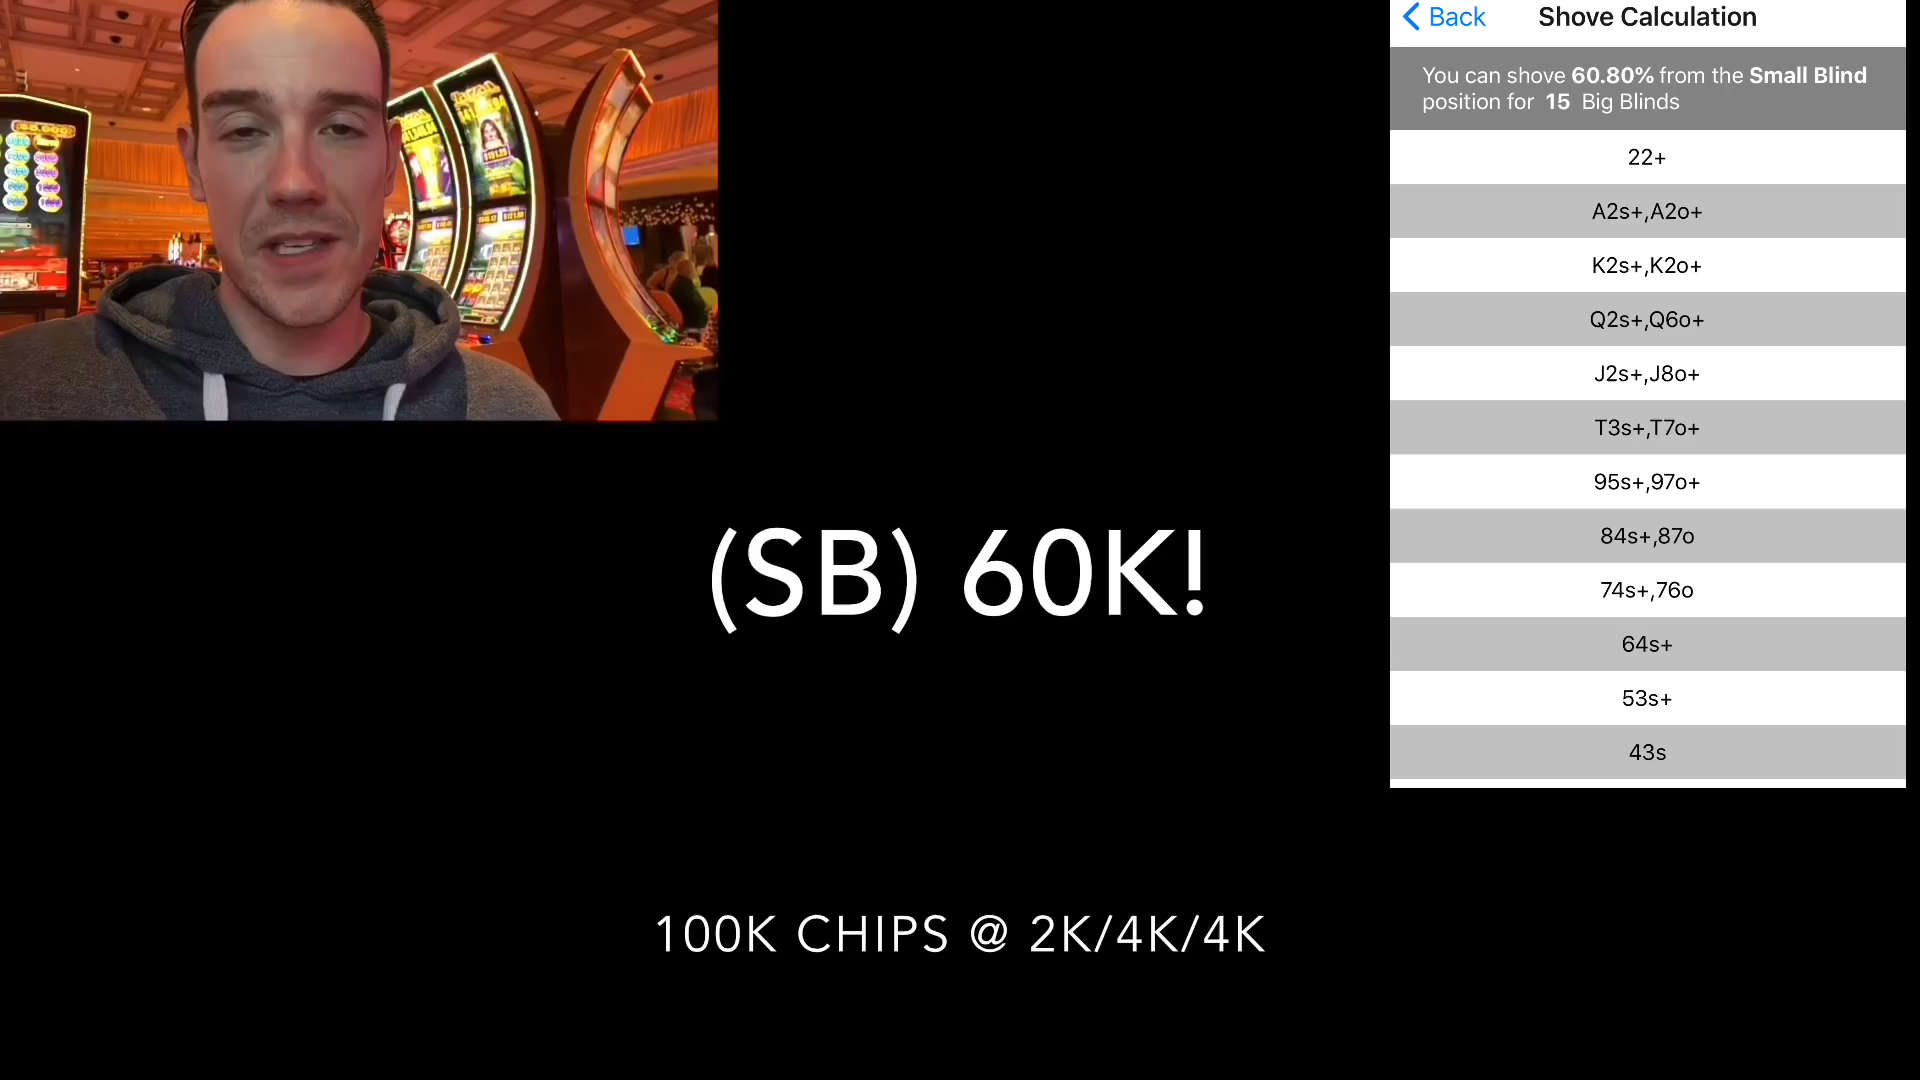 Back
Shove Calculation
You can shove 60.80% from the Small Blind
position for 15 Big Blinds
22+
A2s+,A2o+
K2s+,K2o+
Q2s+,Q6o+
J2s+,J8o+
T3s+,T7o+
95s+,97o+
84s+,87o
74s+,76o
64s+
53s+
43s
(SB) 60K!
100K CHIPS @ 2K/4K/4K